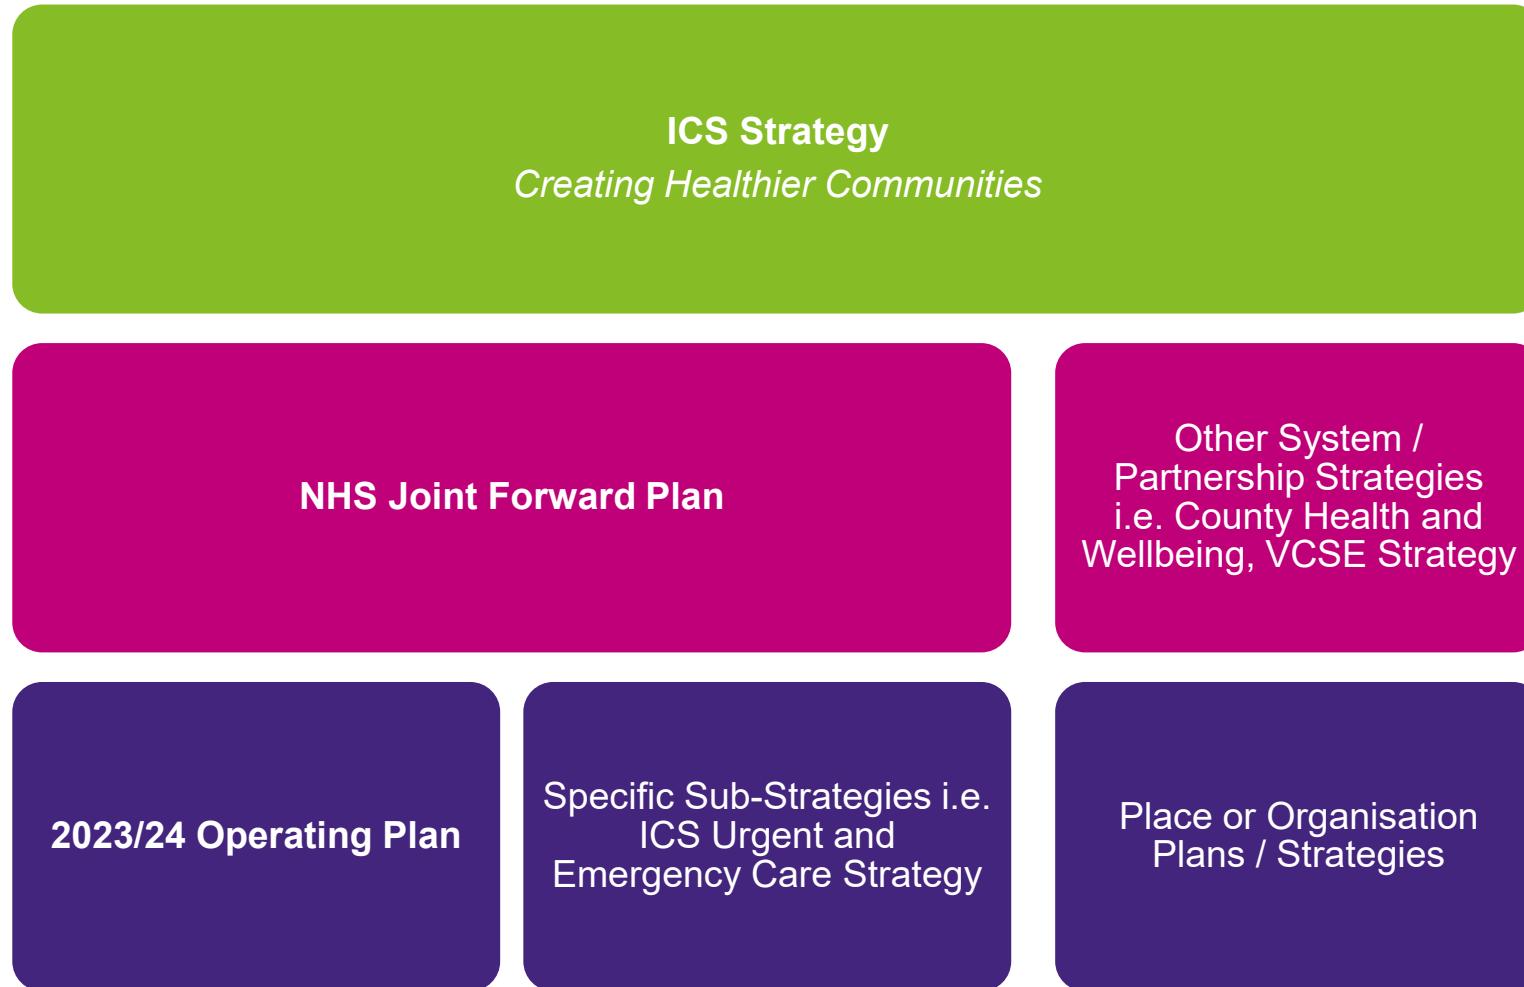 ICS Strategy
Creating Healthier Communities
NHS Joint Forward Plan
Other System /
Partnership Strategies
i.e. County Health and
Wellbeing, VCSE Strategy
2023/24 Operating Plan
Specific Sub-Strategies i.e.
ICS Urgent and
Emergency Care Strategy
Place or Organisation
Plans / Strategies